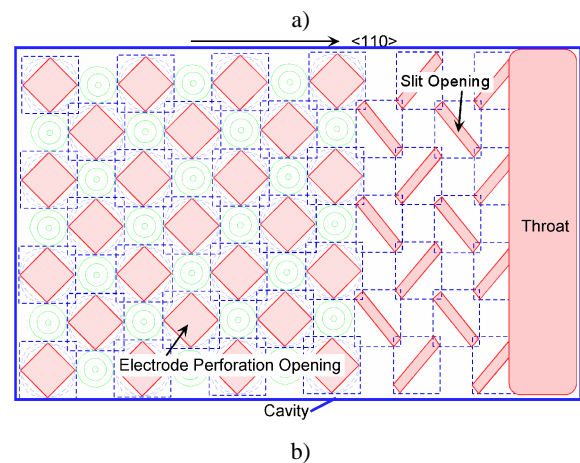 a)
<110>
Slit Opening
Throat
Electrode Perforation Opening
Cavity
b)